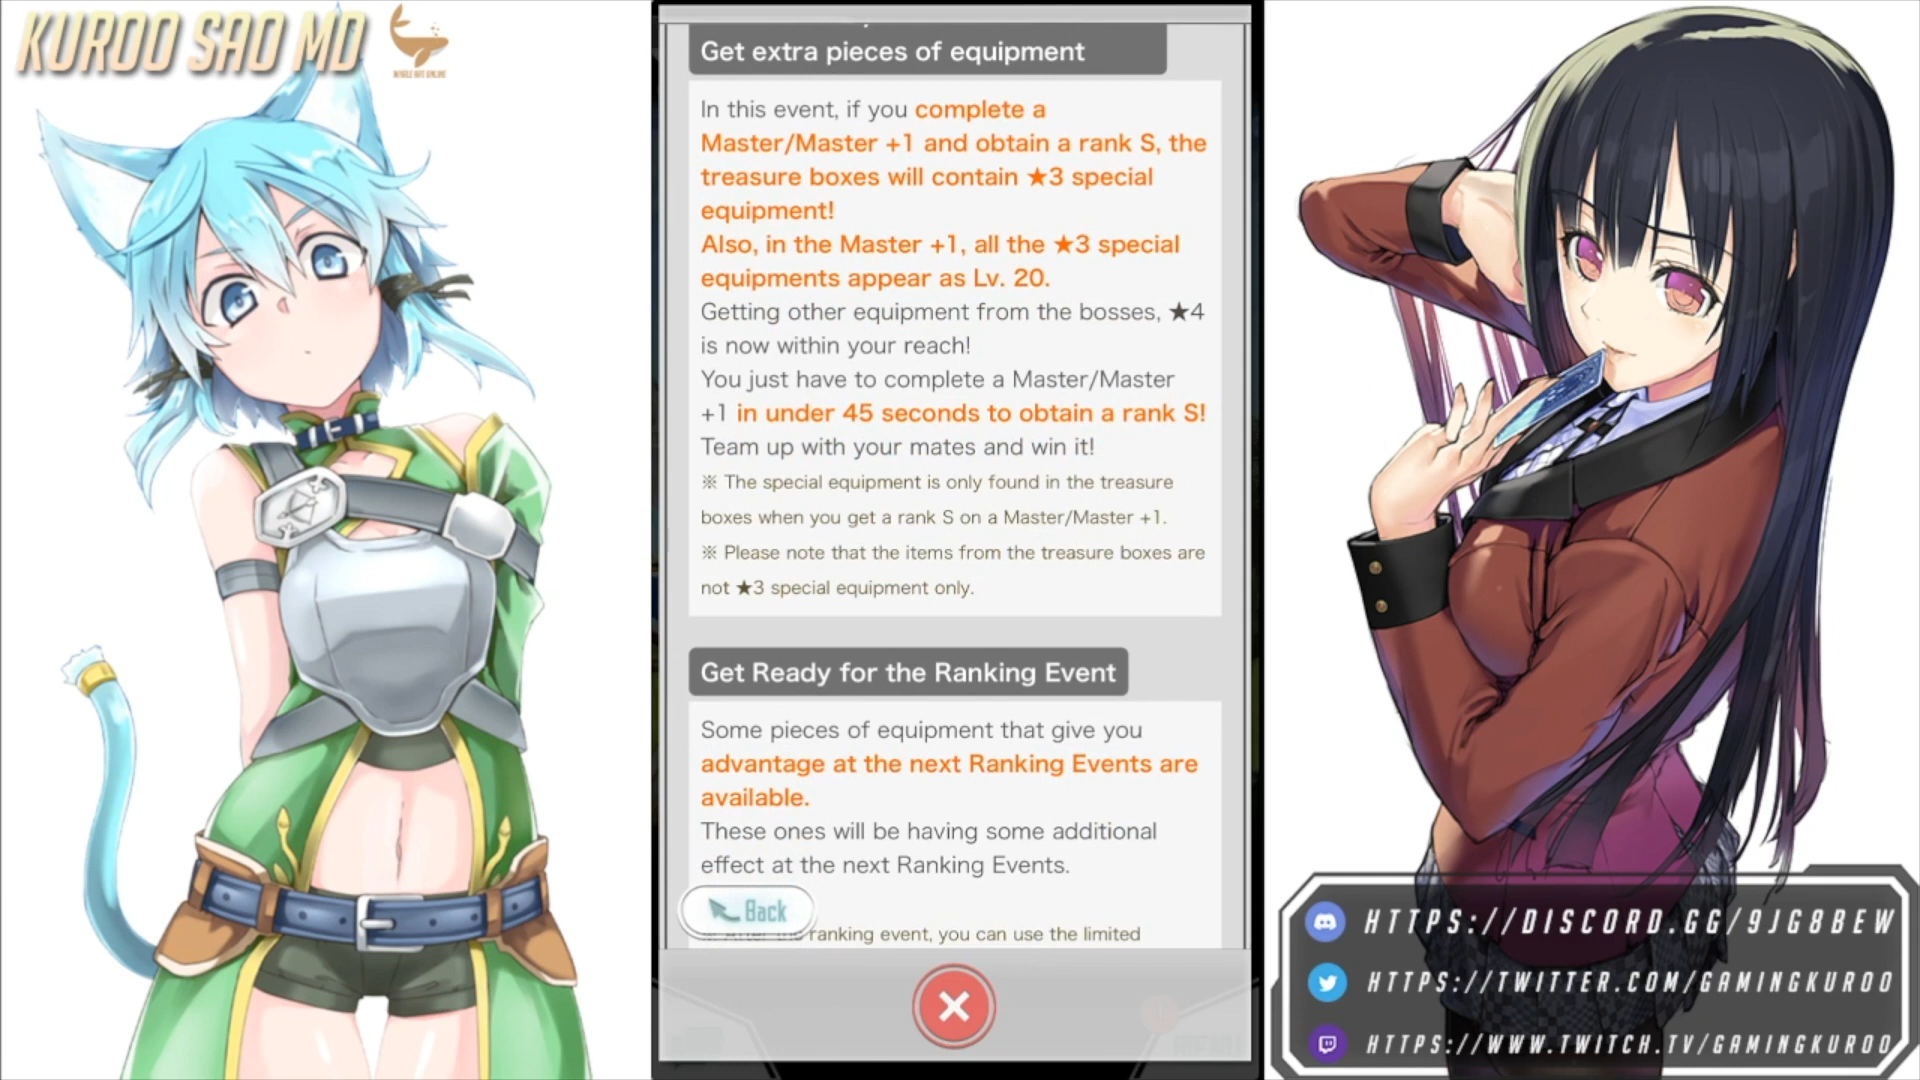 KUROO SAO MD
WHALE ART ONLINE
Get extra pieces of equipment
In this event, if you complete a
Master/Master +1 and obtain a rank S, the
treasure boxes will contain ★3 special
equipment!
Also, in the Master +1, all the ★3 special
equipments appear as Lv. 20.
Getting other equipment from the bosses, ★4
is now within your reach!
You just have to complete a Master/Master
+1 in under 45 seconds to obtain a rank S!
Team up with your mates and win it!
※ The special equipment is only found in the treasure
boxes when you get a rank S on a Master/Master +1.
※ Please note that the items from the treasure boxes are
not ★3 special equipment only.
Get Ready for the Ranking Event
Some pieces of equipment that give you
advantage at the next Ranking Events are
available.
These ones will be having some additional
effect at the next Ranking Events.
Back
ranking event, you can use the limited
HTTPS://DISCORD.GG/9JG8BEW
HTTPS://TWITTER.COM/GAMINGKUROO
HTTPS://WWW.TWITCH.TV/GAMINGKUROO